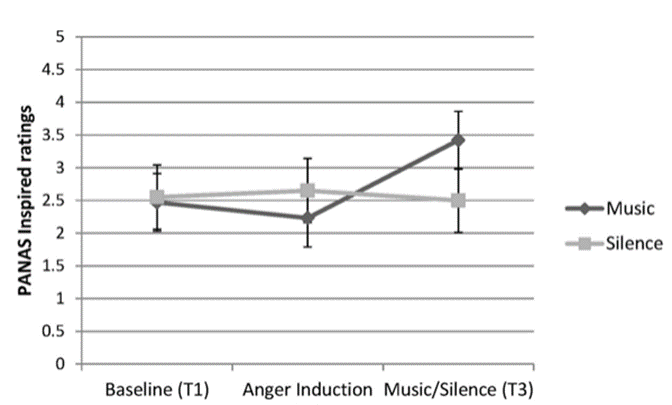 5
4.5
4
3.5
3
2.5
2
1.5
1
0.5
0
PANAS Inspired ratings
Baseline (T1) Anger Induction Music/Silence (T3)
Music
Silence